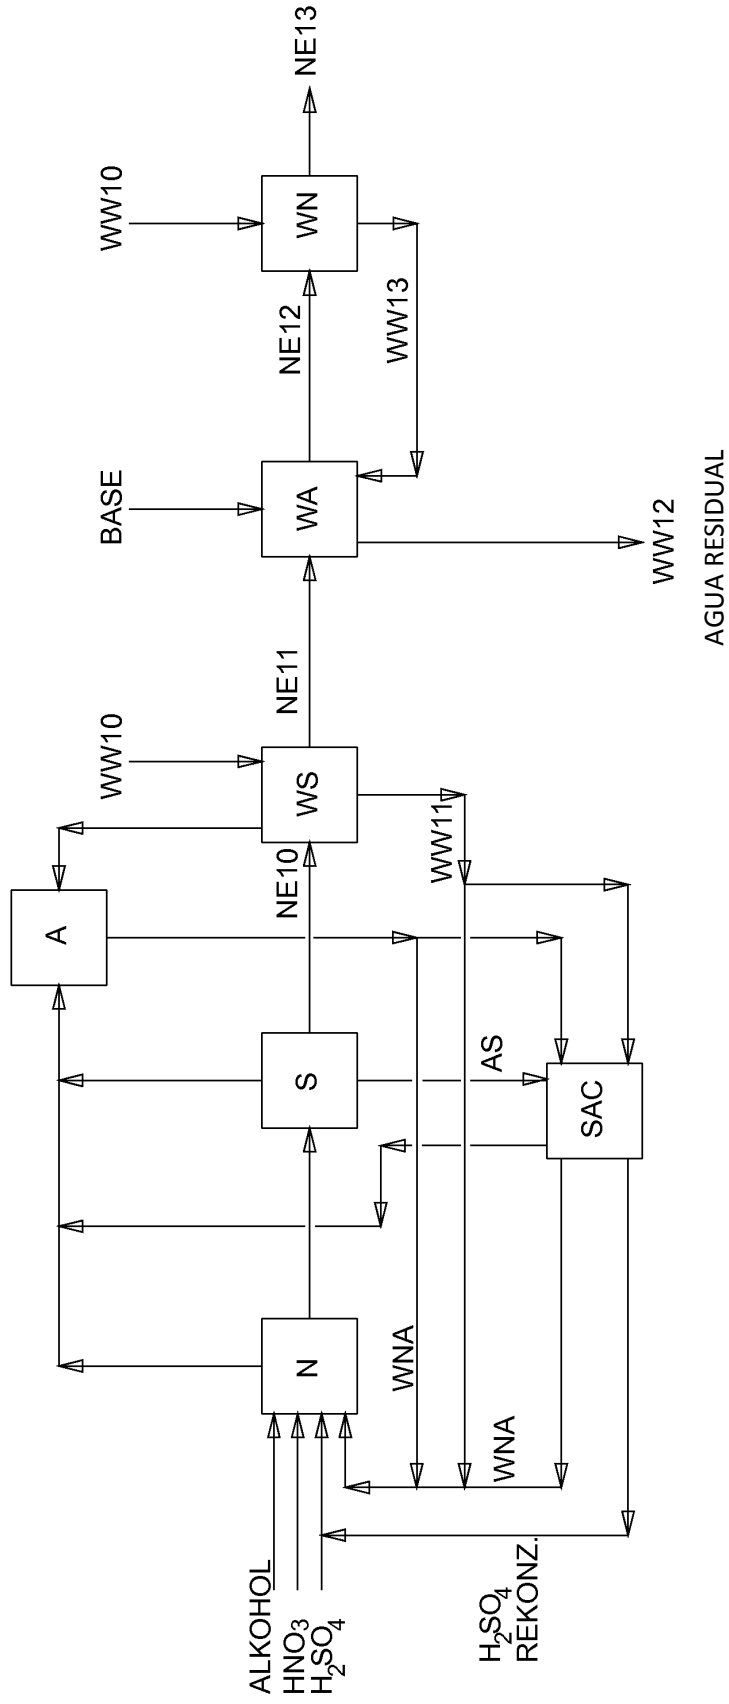 ALKOHOL
HNO3
H2SO4
H2SO4
REKONZ.
N
WNA
WNA
S
AS
SAC
A
NE10
WS
WW10
WW11
NE11
BASE
WA
WW12
AGUA RESIDUAL
NE12
WW13
WW10
WN
NE13